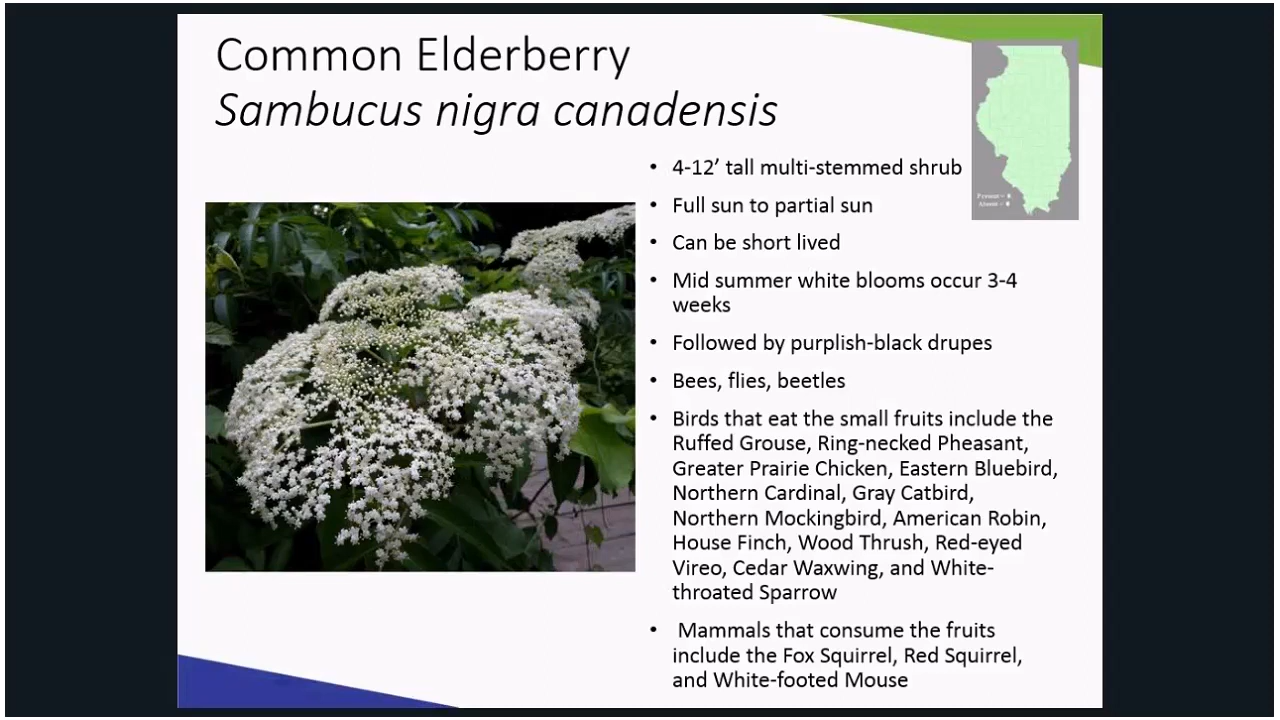 Common Elderberry
Sambucus nigra canadensis
• 4-12’ tall multi-stemmed shrub
• Full sun to partial sun
• Can be short lived
• Mid summer white blooms occur 3-4
weeks
• Followed by purplish-black drupes
• Bees, flies, beetles
• Birds that eat the small fruits include the
Ruffed Grouse, Ring-necked Pheasant,
Greater Prairie Chicken, Eastern Bluebird,
Northern Cardinal, Gray Catbird,
Northern Mockingbird, American Robin,
House Finch, Wood Thrush, Red-eyed
Vireo, Cedar Waxwing, and White-
throated Sparrow
• Mammals that consume the fruits
include the Fox Squirrel, Red Squirrel,
and White-footed Mouse
Present =
Absent =